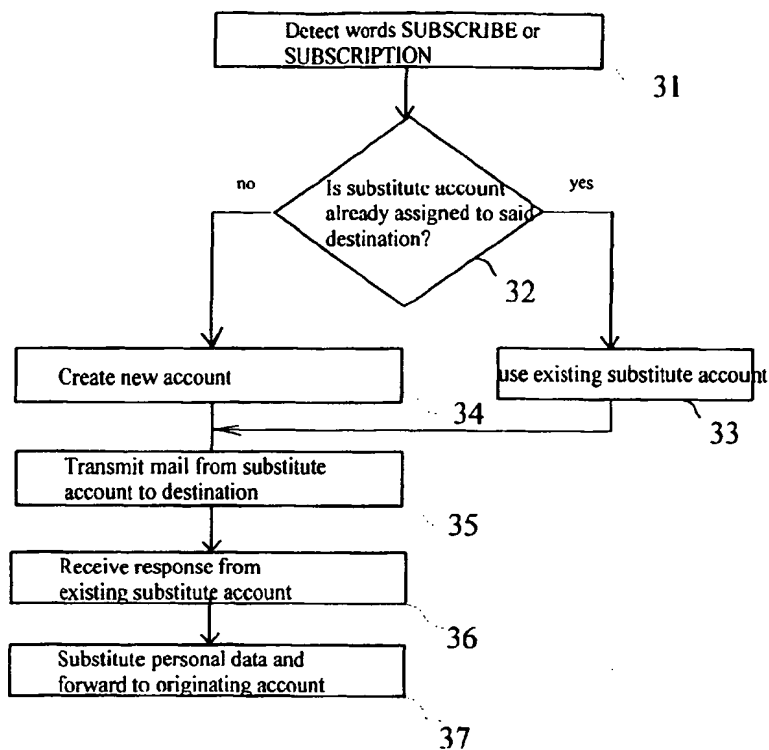 Detect words SUBSCRIBE or
SUBSCRIPTION
31
no
Is substitute account
already assigned to said
destination?
yes
32
Create new account
34
use existing substitute account
33
Transmit mail from substitute
account to destination
35
Receive response from
existing substitute account
36
Substitute personal data and
forward to originating account
37